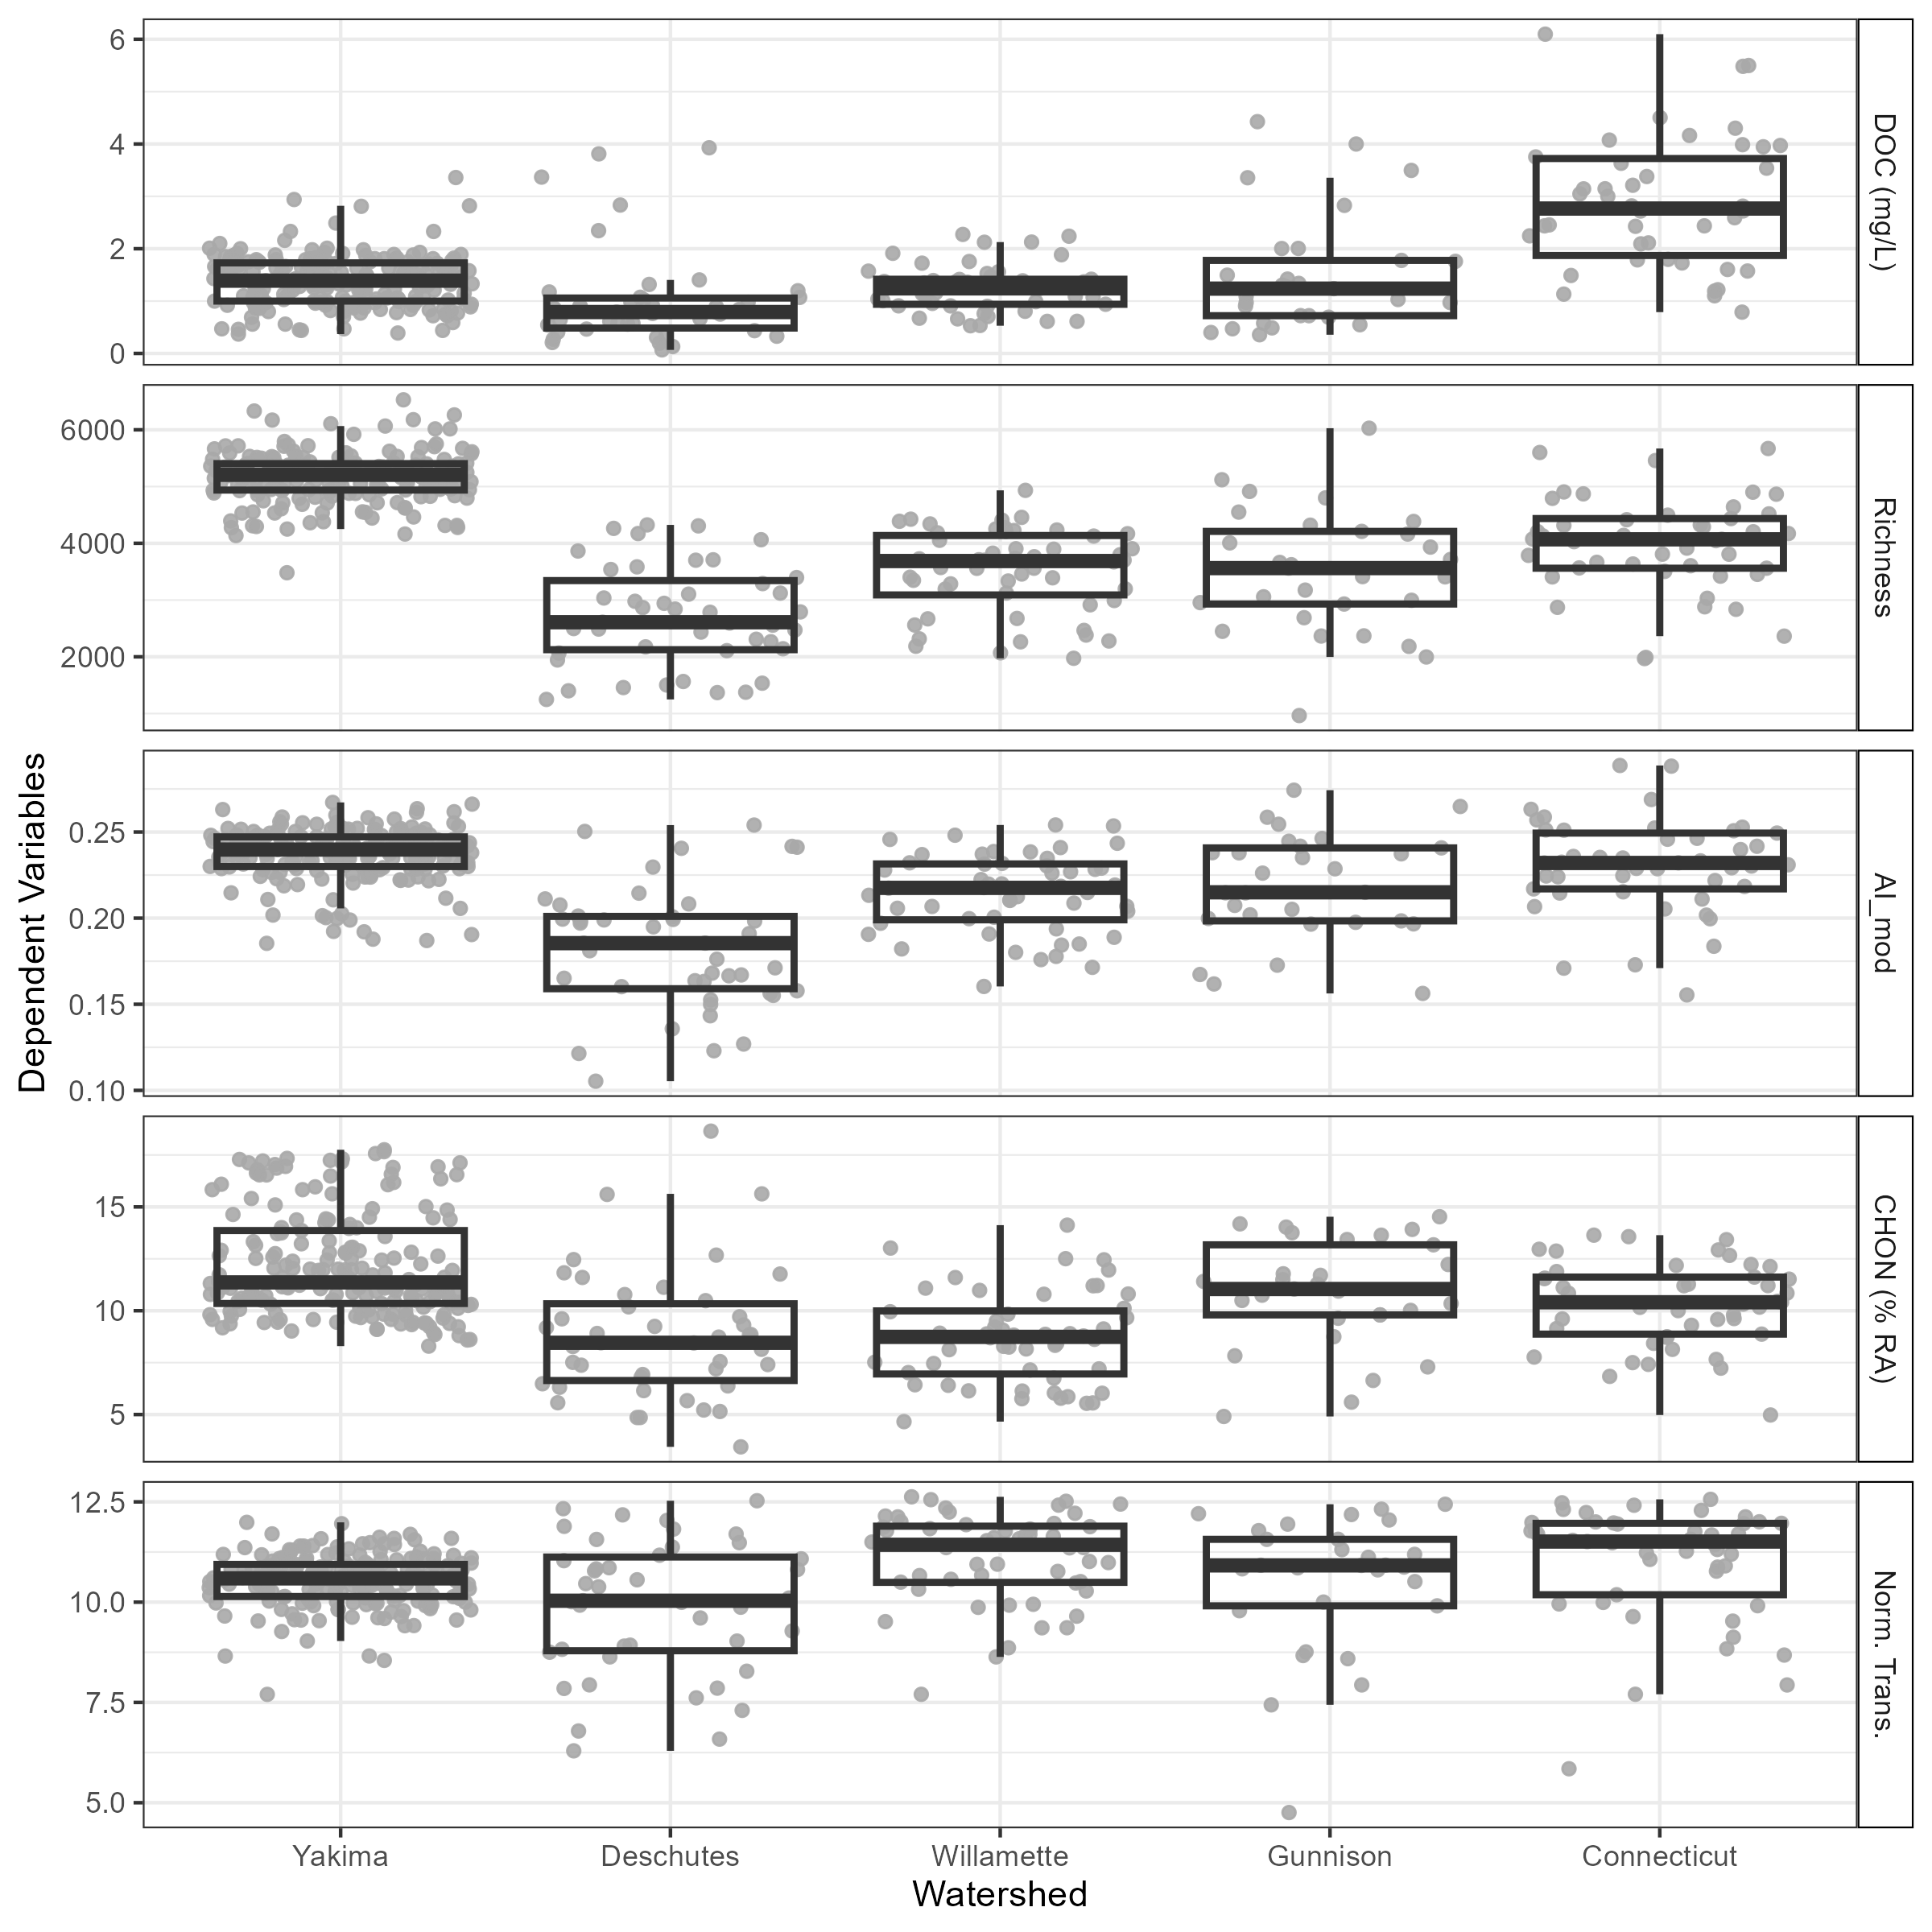 Dependent Variables
6
4
2
0
DOC (mg/L)
6000
4000
2000
Richness
0.25
0.20
0.15
0.10
AI_mod
15
10
5
CHON (% RA)
12.5
10.0
7.5
5.0
Norm. Trans.
Yakima Deschutes Willamette Gunnison Connecticut
Watershed